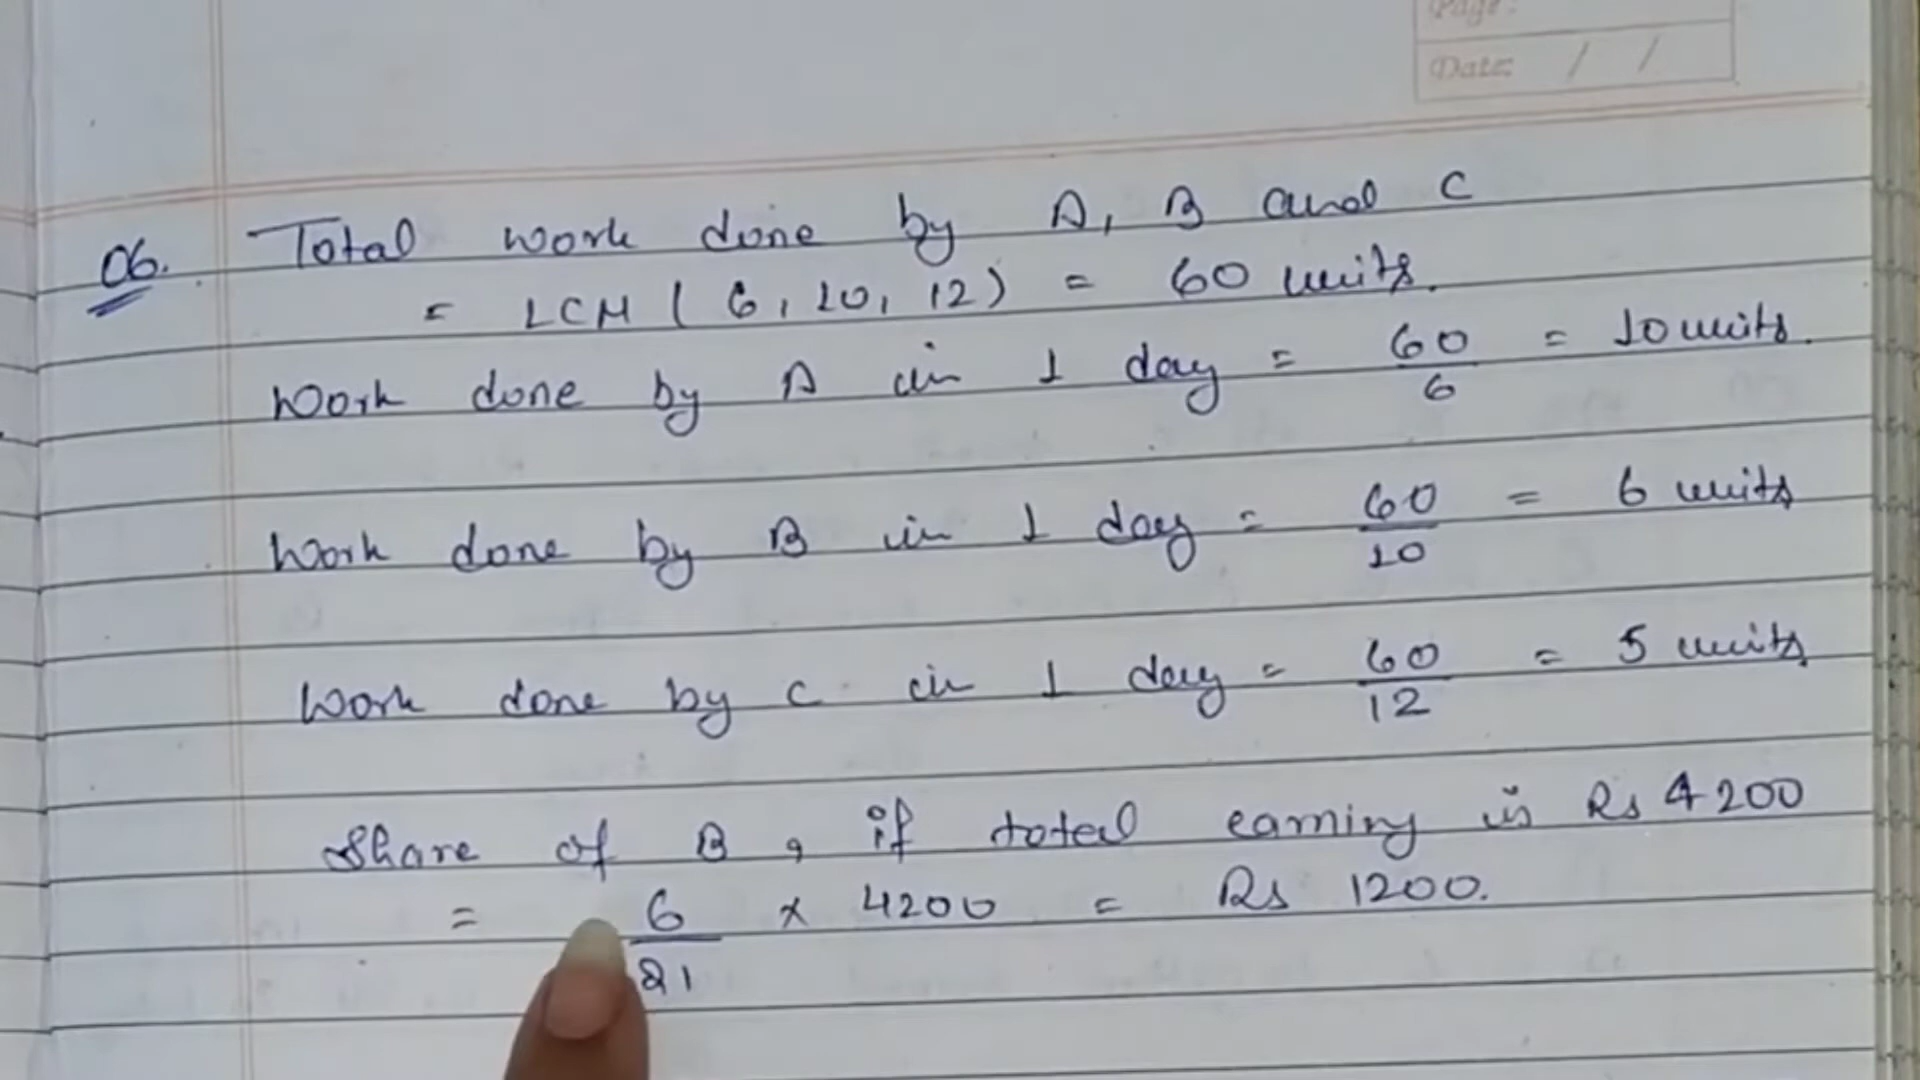 Page:
Date: / /
06. Total work done by A, B and C
= LCM ( 6, 10, 12) = 60 units.
Work done by A in 1 day = 60/6 = 10 units.
Work done by B in 1 day = 60/10 = 6 units
Work done by C in 1 day = 60/12 = 5 units
Share of B, if total earning is Rs 4200
= 6/21 x 4200 = Rs 1200.